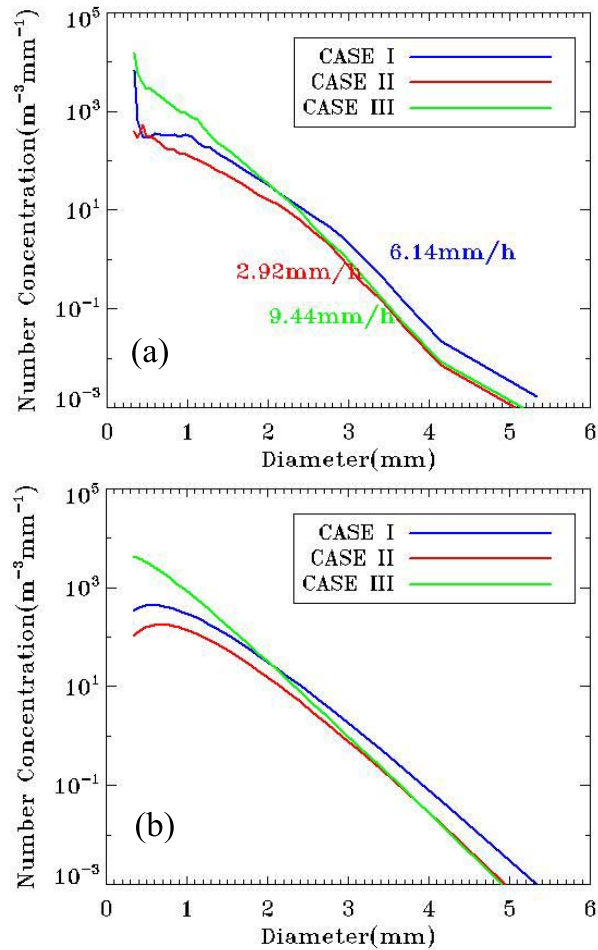 (a)
10^5
10^3
10^1
10^-1
10^-3
Number Concentration(m^-3mm^-1)
CASE I
CASE II
CASE III
6.14mm/h
2.92mm/h
9.44mm/h
0 1 2 3 4 5 6
Diameter(mm)
(b)
10^5
10^3
10^1
10^-1
10^-3
Number Concentration(m^-3mm^-1)
CASE I
CASE II
CASE III
0 1 2 3 4 5 6
Diameter(mm)